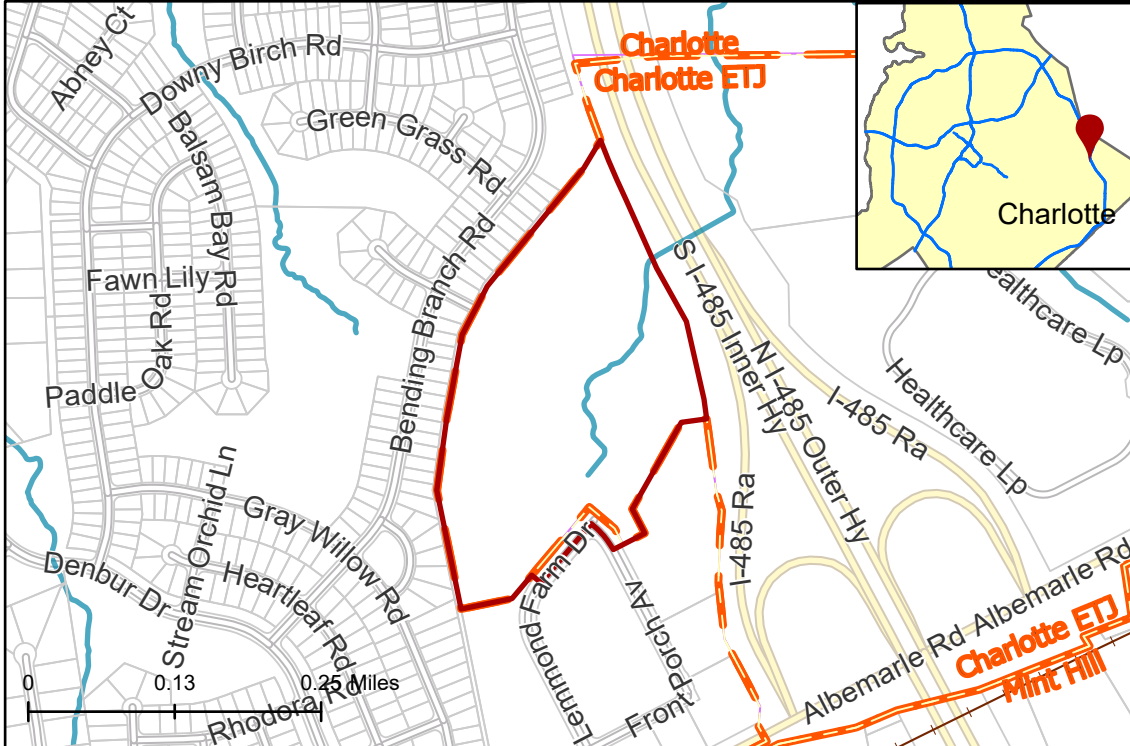 Abney Ct
Downy Birch Rd
Balsam Bay Rd
Green Grass Rd
Charlotte
Charlotte ETJ
Charlotte
Fawn Lily
Oak Rd
Paddle
Bending Branch Rd
S I-485 Inner Hy
N I-485 Outer Hy
I-485 Ra
ealthcare Lp
Healthcare Lp
Stream Orchid Ln
Gray Willow Rd
Denbur Dr
Heartleaf Rd
Rhodora Rd
Lemmond Farm Dr
Front Porch Av
I-485 Ra
Albemarle Rd
Albemarle Rd
Charlotte ETJ
Mint Hill
0 0.13 0.25 Miles